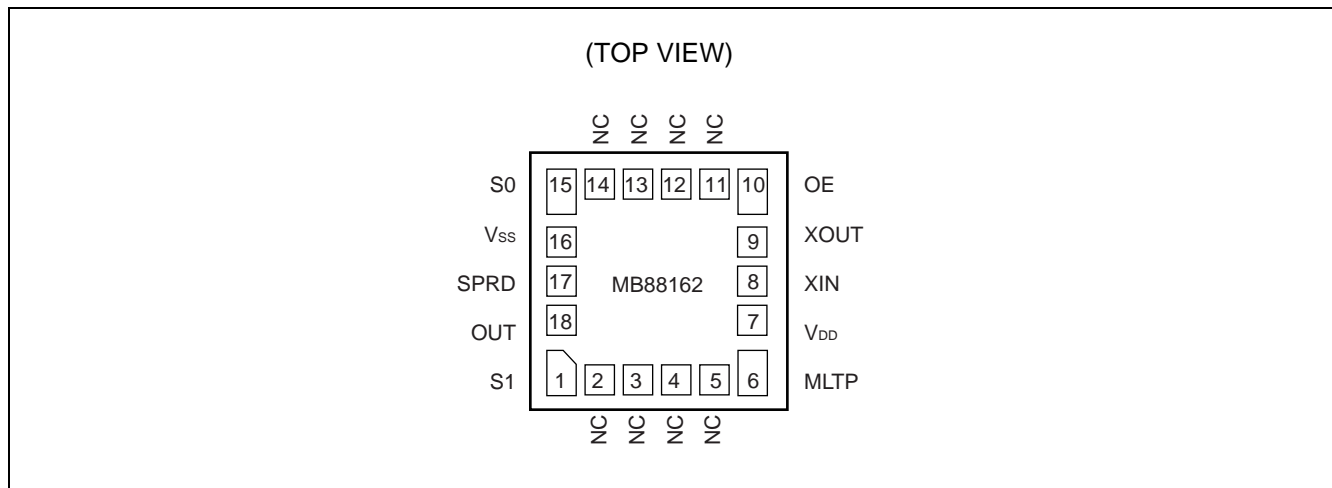 (TOP VIEW)
NC NC NC NC
S0 15 14 13 12 11 10 OE
VSS 16 9 XOUT
SPRD 17 MB88162 8 XIN
OUT 18 7 VDD
S1 1 2 3 4 5 6 MLTP
NC NC NC NC